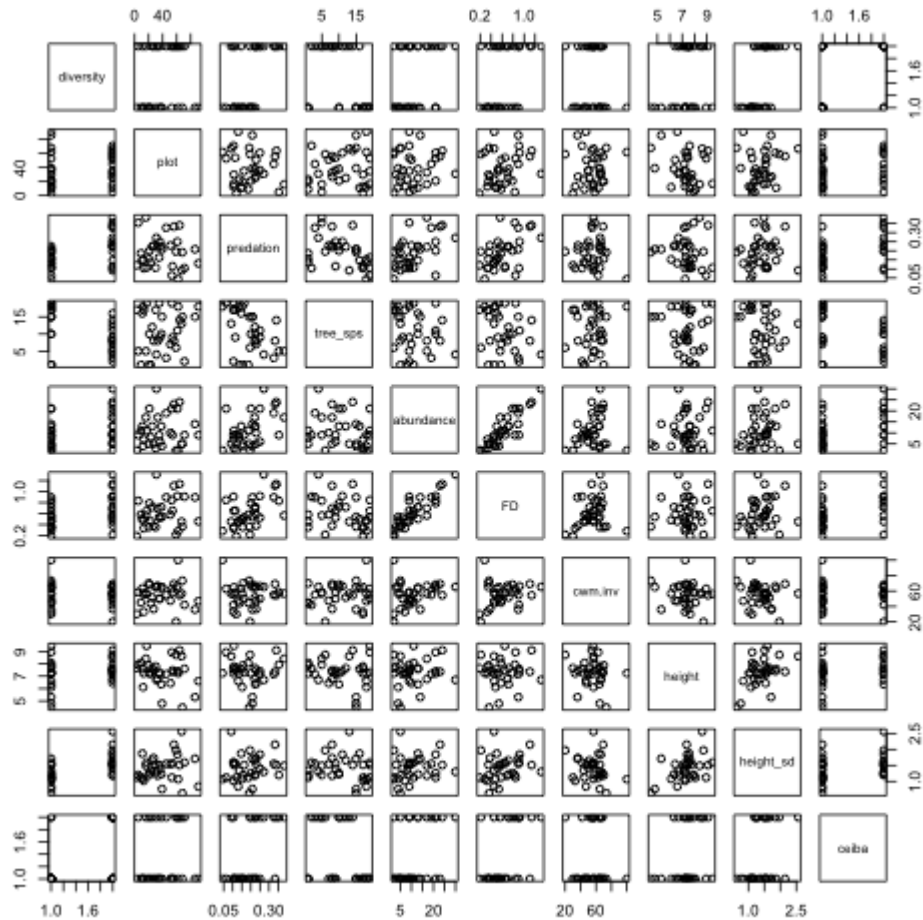 0 40 5 15 0.2 1.0 5 7 9 1.0 1.6
diversity 1.0 1.6
0 40 plot
predation 0.05 0.30
5 15 tree_sps
abundance 5 20
0.2 1.0 FD
cwm.inv 20 60
5 7 9 height
height_sd 1.0 2.5
1.0 1.6 ceiba
1.0 1.6 0.05 0.30 5 20 20 60 1.0 2.5